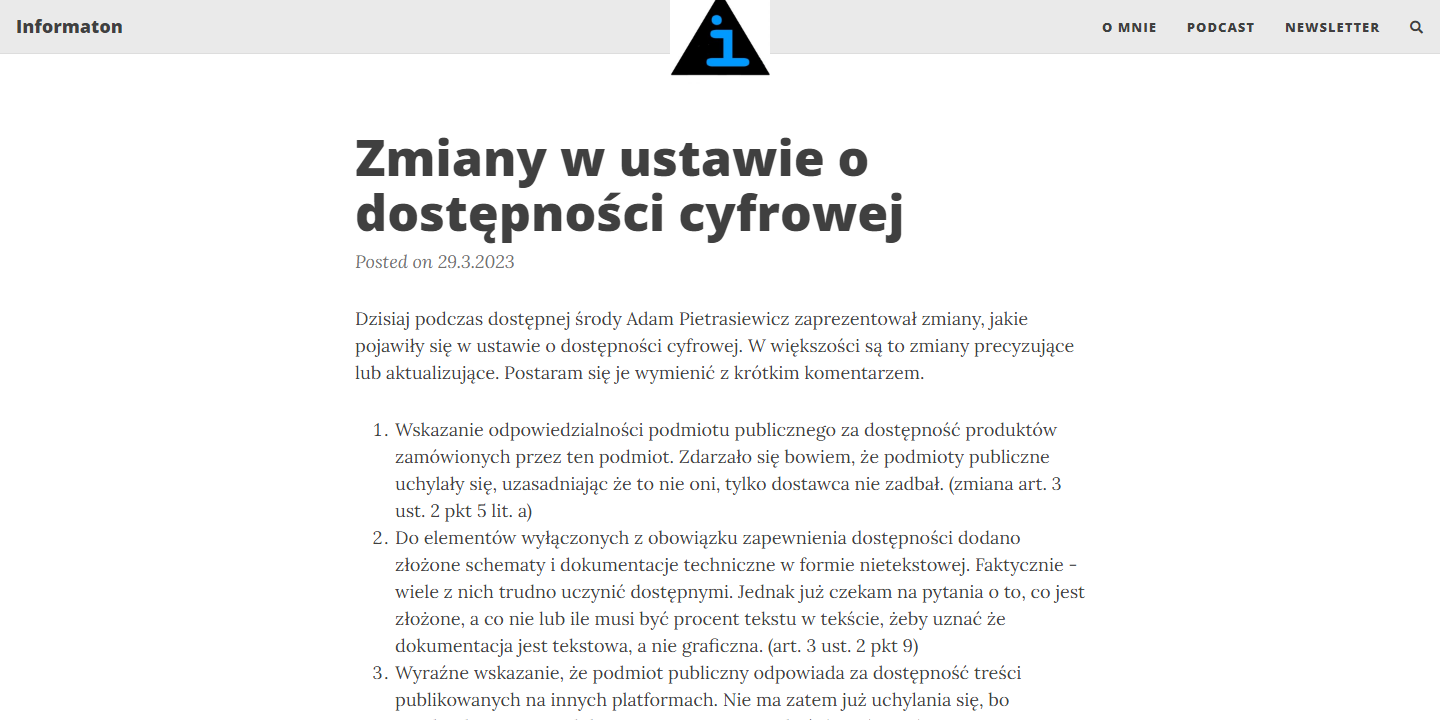 Informaton
i
O MNIE
PODCAST
NEWSLETTER
Zmiany w ustawie o
dostępności cyfrowej
Posted on 29.3.2023
Dzisiaj podczas dostępnej środy Adam Pietrasiewicz zaprezentował zmiany, jakie
pojawiły się w ustawie o dostępności cyfrowej. W większości są to zmiany precyzujące
lub aktualizujące. Postaram się je wymienić z krótkim komentarzem.
1. Wskazanie odpowiedzialności podmiotu publicznego za dostępność produktów
zamówionych przez ten podmiot. Zdarzało się bowiem, że podmioty publiczne
uchylały się, uzasadniając że to nie oni, tylko dostawca nie zadbał. (zmiana art. 3
ust. 2 pkt 5 lit. a)
2. Do elementów wyłączonych z obowiązku zapewnienia dostępności dodano
złożone schematy i dokumentacje techniczne w formie nietekstowej. Faktycznie -
wiele z nich trudno uczynić dostępnymi. Jednak już czekam na pytania o to, co jest
złożone, a co nie lub ile musi być procent tekstu w tekście, żeby uznać że
dokumentacja jest tekstowa, a nie graficzna. (art. 3 ust. 2 pkt 9)
3. Wyraźne wskazanie, że podmiot publiczny odpowiada za dostępność treści
publikowanych na innych platformach. Nie ma zatem już uchylania się, bo